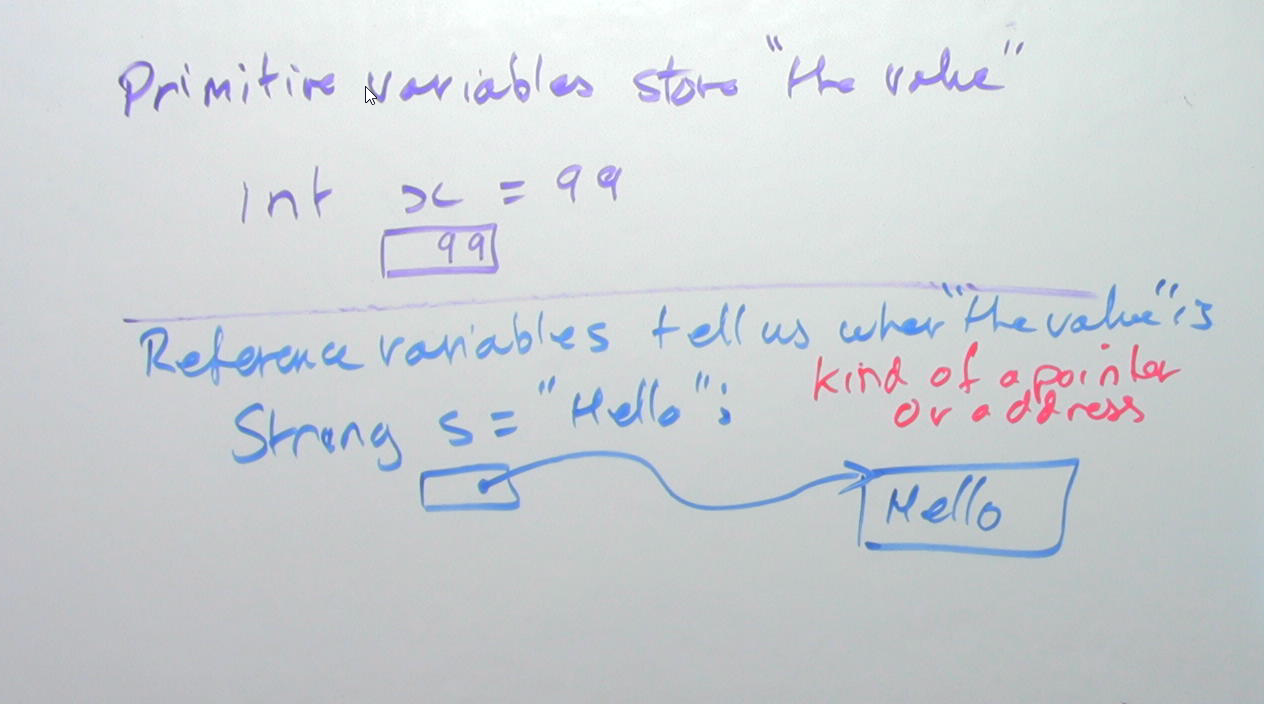 Primitive variables store "the value"
int x = 99
99
Reference variables tell us wher "the value" is
kind of a pointer
or address
String s = "Hello";
Hello